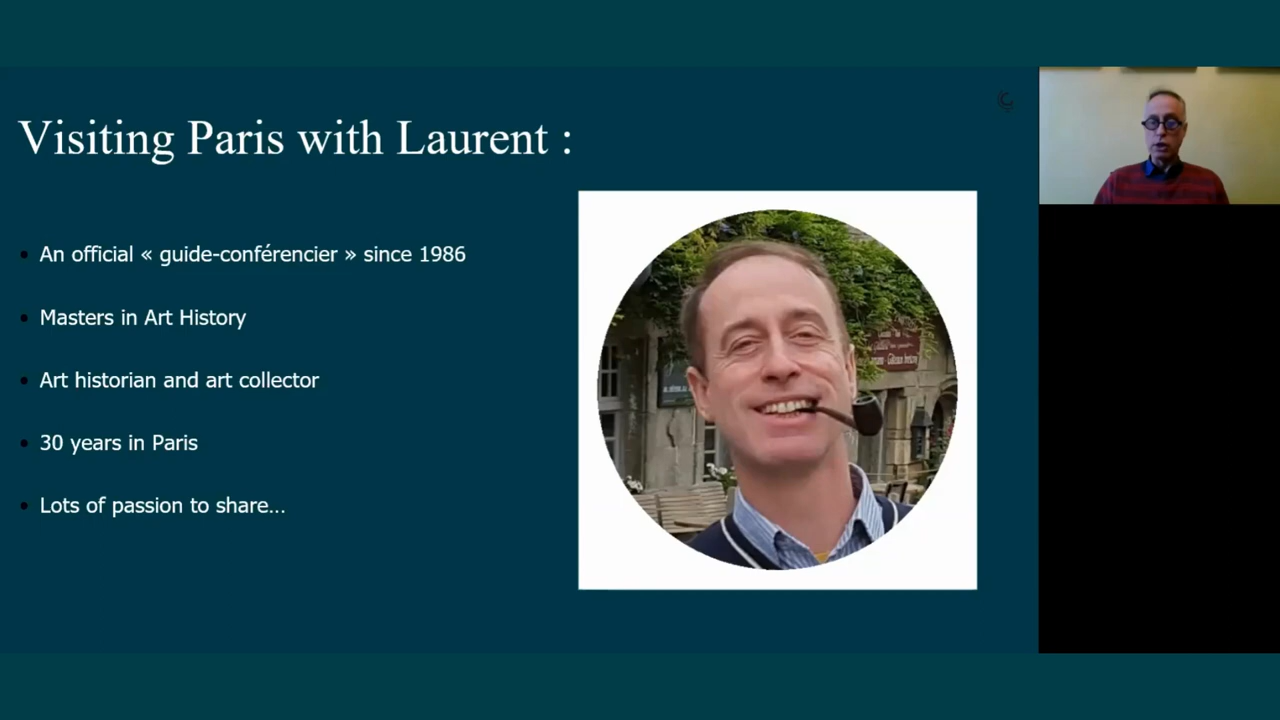 Visiting Paris with Laurent :
• An official « guide-conférencier » since 1986
• Masters in Art History
• Art historian and art collector
• 30 years in Paris
• Lots of passion to share...